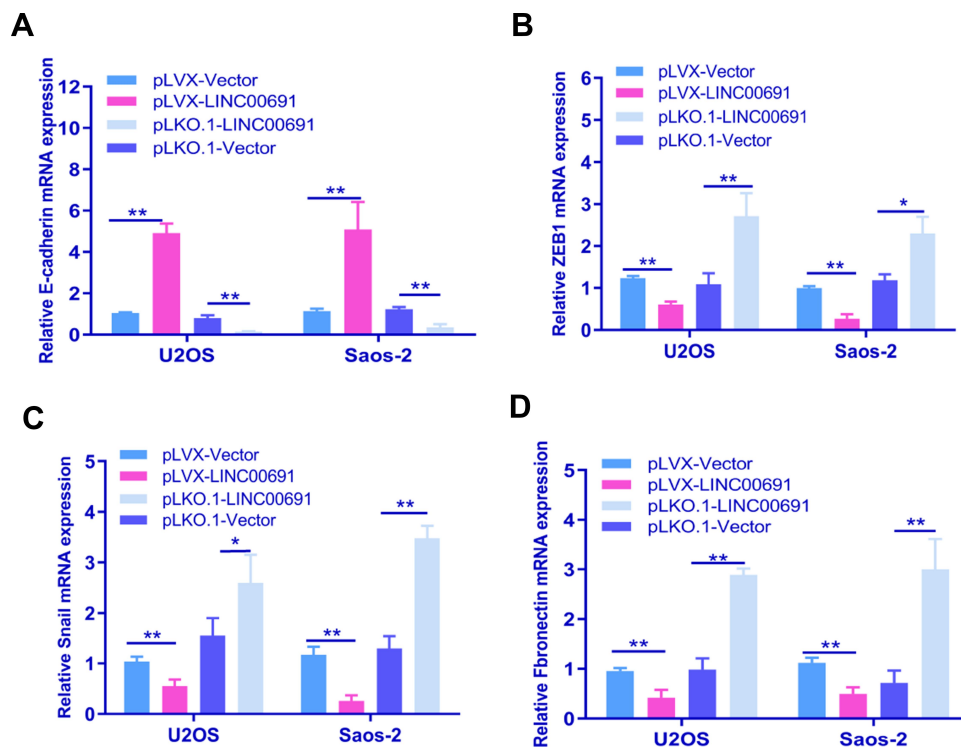 A
pLVX-Vector
pLVX-LINC00691
pLKO.1-LINC00691
pLKO.1-Vector
Relative E-cadherin mRNA expression
12
10
8
6
4
2
0
**
**
**
**
U2OS
Saos-2
B
pLVX-Vector
pLVX-LINC00691
pLKO.1-LINC00691
pLKO.1-Vector
Relative ZEB1 mRNA expression
6
5
4
3
2
1
0
**
**
**
*
U2OS
Saos-2
C
pLVX-Vector
pLVX-LINC00691
pLKO.1-LINC00691
pLKO.1-Vector
Relative Snail mRNA expression
5
4
3
2
1
0
**
*
**
**
U2OS
Saos-2
D
pLVX-Vector
pLVX-LINC00691
pLKO.1-LINC00691
pLKO.1-Vector
Relative Fbronectin mRNA expression
5
4
3
2
1
0
**
**
**
**
U2OS
Saos-2